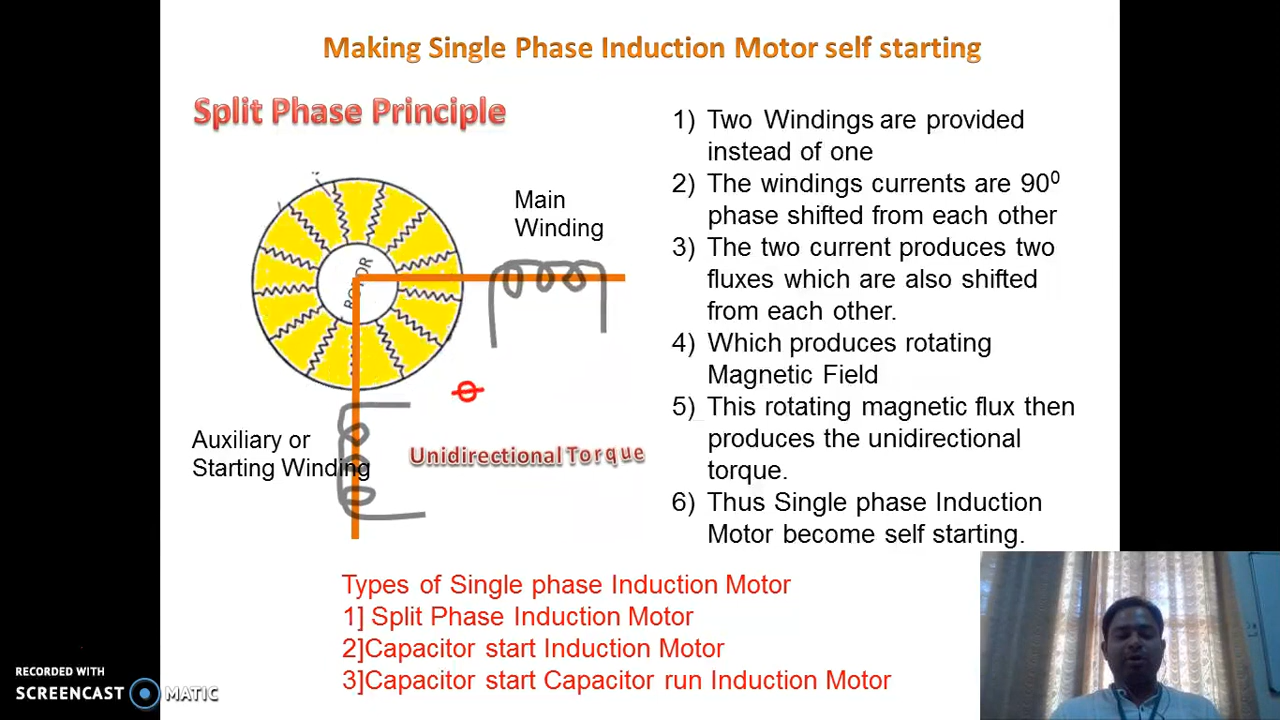 Making Single Phase Induction Motor self starting
Split Phase Principle
Main
Winding
ROTOR
Auxiliary or
Starting Winding
Φ
Unidirectional Torque
1) Two Windings are provided
instead of one
2) The windings currents are 90⁰
phase shifted from each other
3) The two current produces two
fluxes which are also shifted
from each other.
4) Which produces rotating
Magnetic Field
5) This rotating magnetic flux then
produces the unidirectional
torque.
6) Thus Single phase Induction
Motor become self starting.
Types of Single phase Induction Motor
1] Split Phase Induction Motor
2]Capacitor start Induction Motor
3]Capacitor start Capacitor run Induction Motor
RECORDED WITH
SCREENCAST MATIC